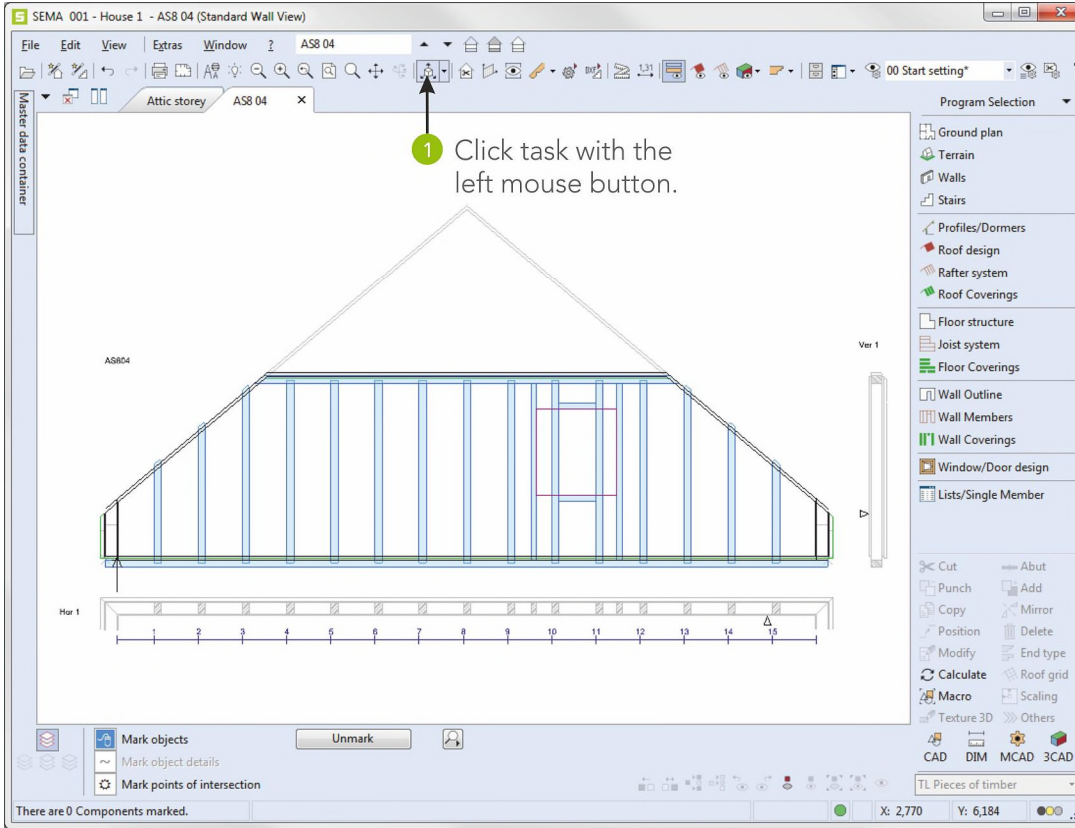 SEMA 001 - House 1 - AS8 04 (Standard Wall View)
File Edit View Extras Window ? AS8 04
00 Start setting*
Attic storey AS8 04 ×
Master data container
Program Selection
1 Click task with the
left mouse button.
Ground plan
Terrain
Walls
Stairs
Profiles/Dormers
Roof design
Rafter system
Roof Coverings
Floor structure
Joist system
Floor Coverings
Wall Outline
Wall Members
Wall Coverings
Window/Door design
Lists/Single Member
AS804
Ver 1
Hor 1
1 2 3 4 5 6 7 8 9 10 11 12 13 14 15
Cut Abut
Punch Add
Copy Mirror
Position Delete
Modify End type
Calculate Roof grid
Macro Scaling
Texture 3D Others
CAD DIM MCAD 3CAD
TL Pieces of timber
Mark objects Unmark
Mark object details
Mark points of intersection
There are 0 Components marked.
X: 2,770 Y: 6,184